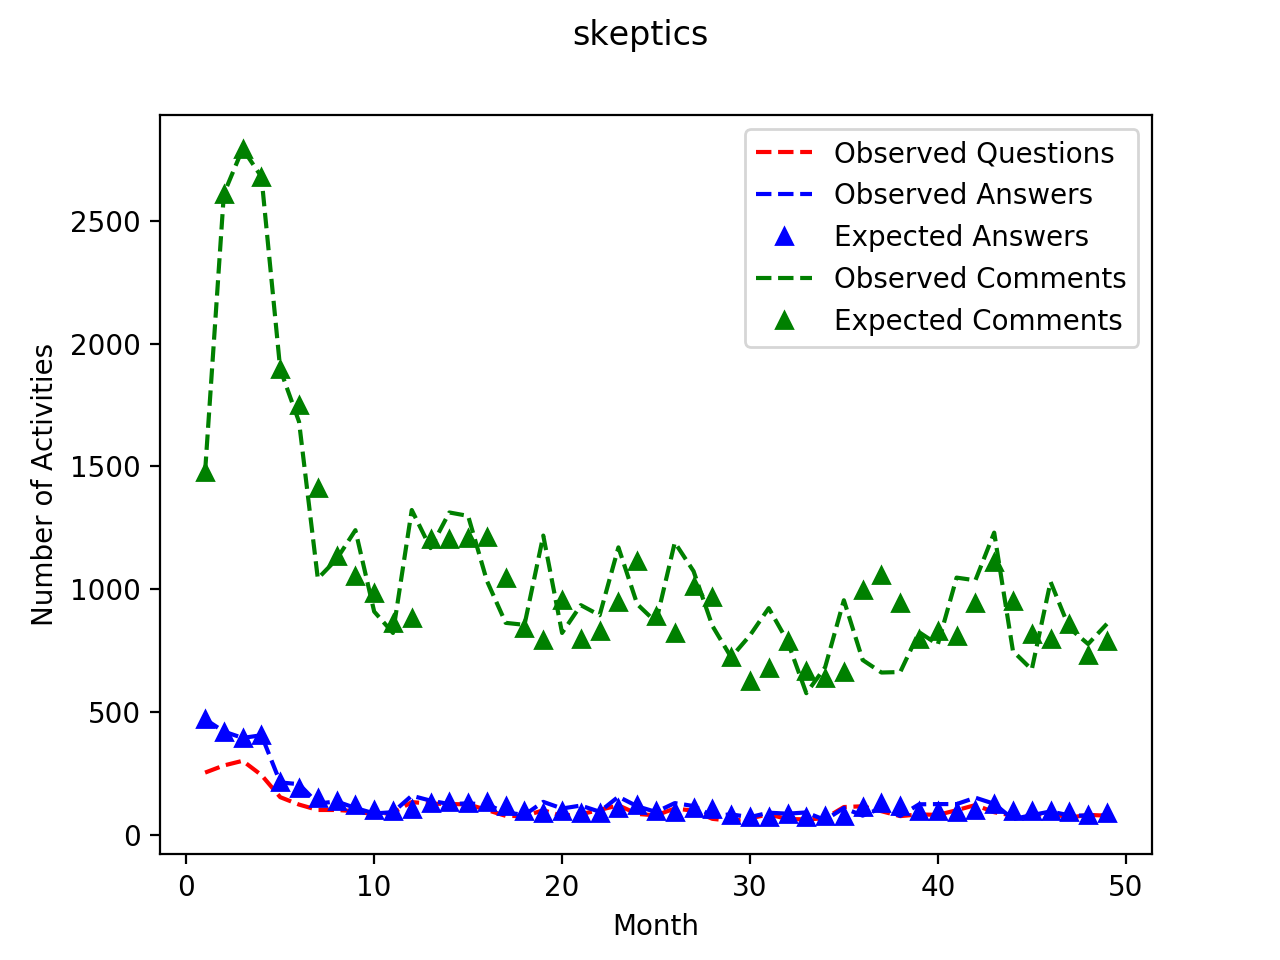 skeptics
Observed Questions
Observed Answers
Expected Answers
Observed Comments
Expected Comments
Number of Activities
2500
2000
1500
1000
500
0
0 10 20 30 40 50
Month